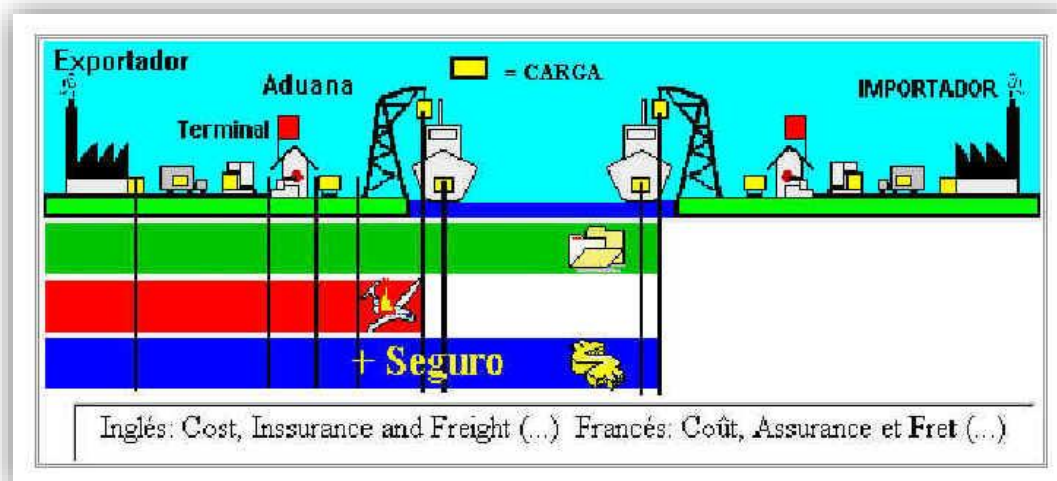 Exportador
Aduana
= CARGA
IMPORTADOR
Terminal
+ Seguro
Inglés: Cost, Inssurance and Freight (...) Francés: Coût, Assurance et Fret (...)